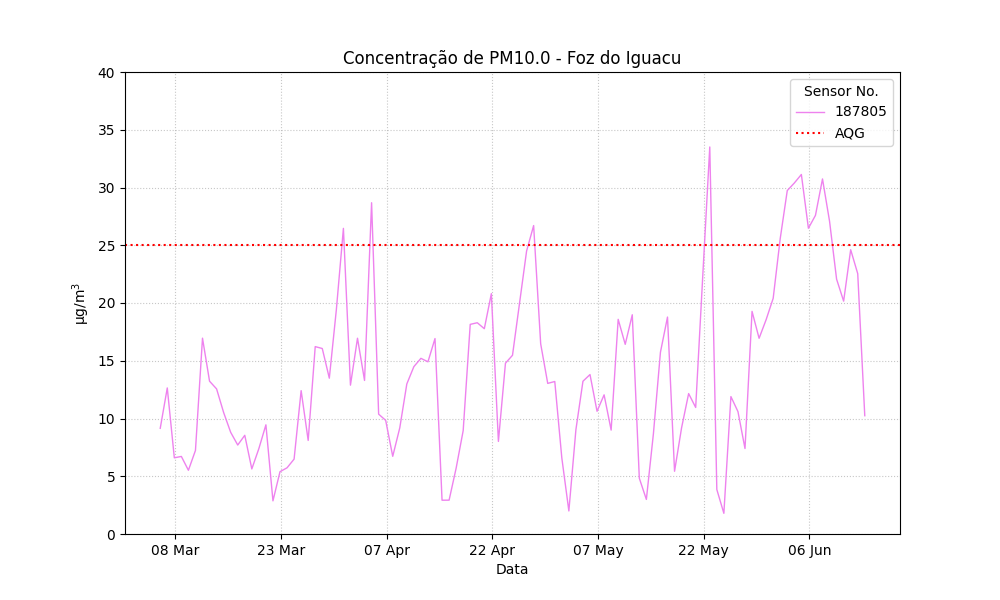 Concentração de PM10.0 - Foz do Iguacu
40
35
30
25
20
15
10
5
0
µg/m³
Sensor No.
187805
AQG
08 Mar
23 Mar
07 Apr
22 Apr
07 May
22 May
06 Jun
Data